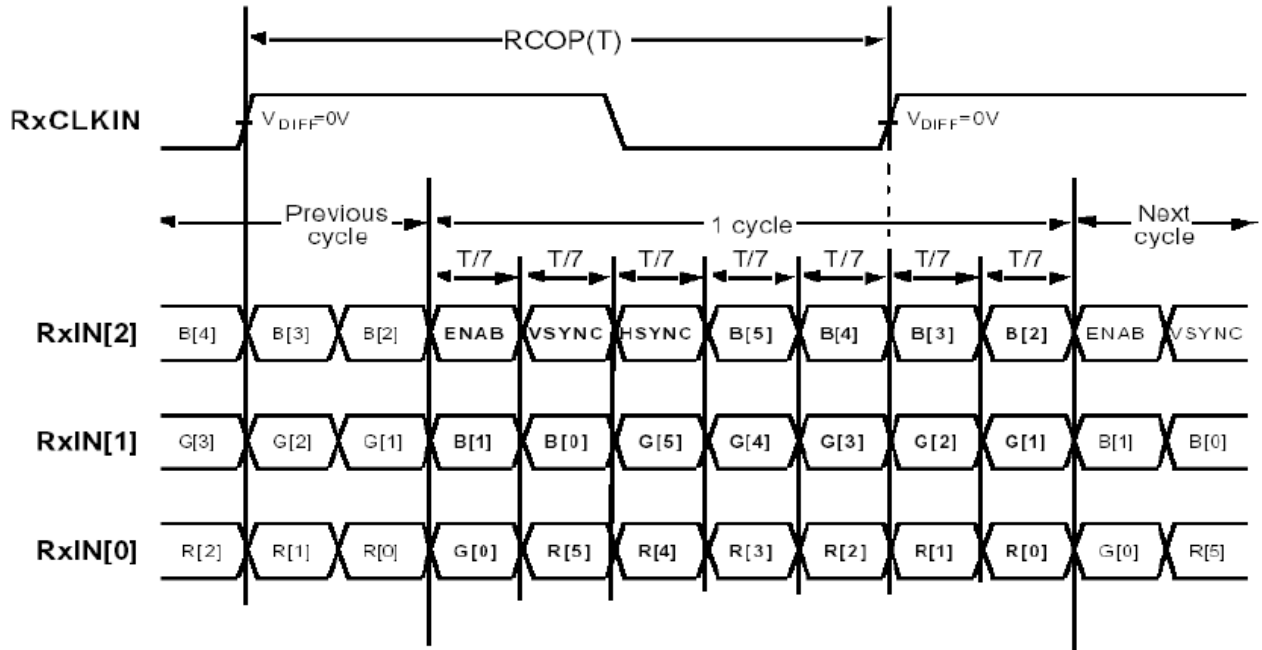 RCOP(T)
RxCLKIN VDIFF=0V VDIFF=0V
Previous cycle 1 cycle Next cycle
T/7 T/7 T/7 T/7 T/7 T/7 T/7
RxIN[2] B[4] B[3] B[2] ENAB VSYNC HSYNC B[5] B[4] B[3] B[2] ENAB VSYNC
RxIN[1] G[3] G[2] G[1] B[1] B[0] G[5] G[4] G[3] G[2] G[1] B[1] B[0]
RxIN[0] R[2] R[1] R[0] G[0] R[5] R[4] R[3] R[2] R[1] R[0] G[0] R[5]